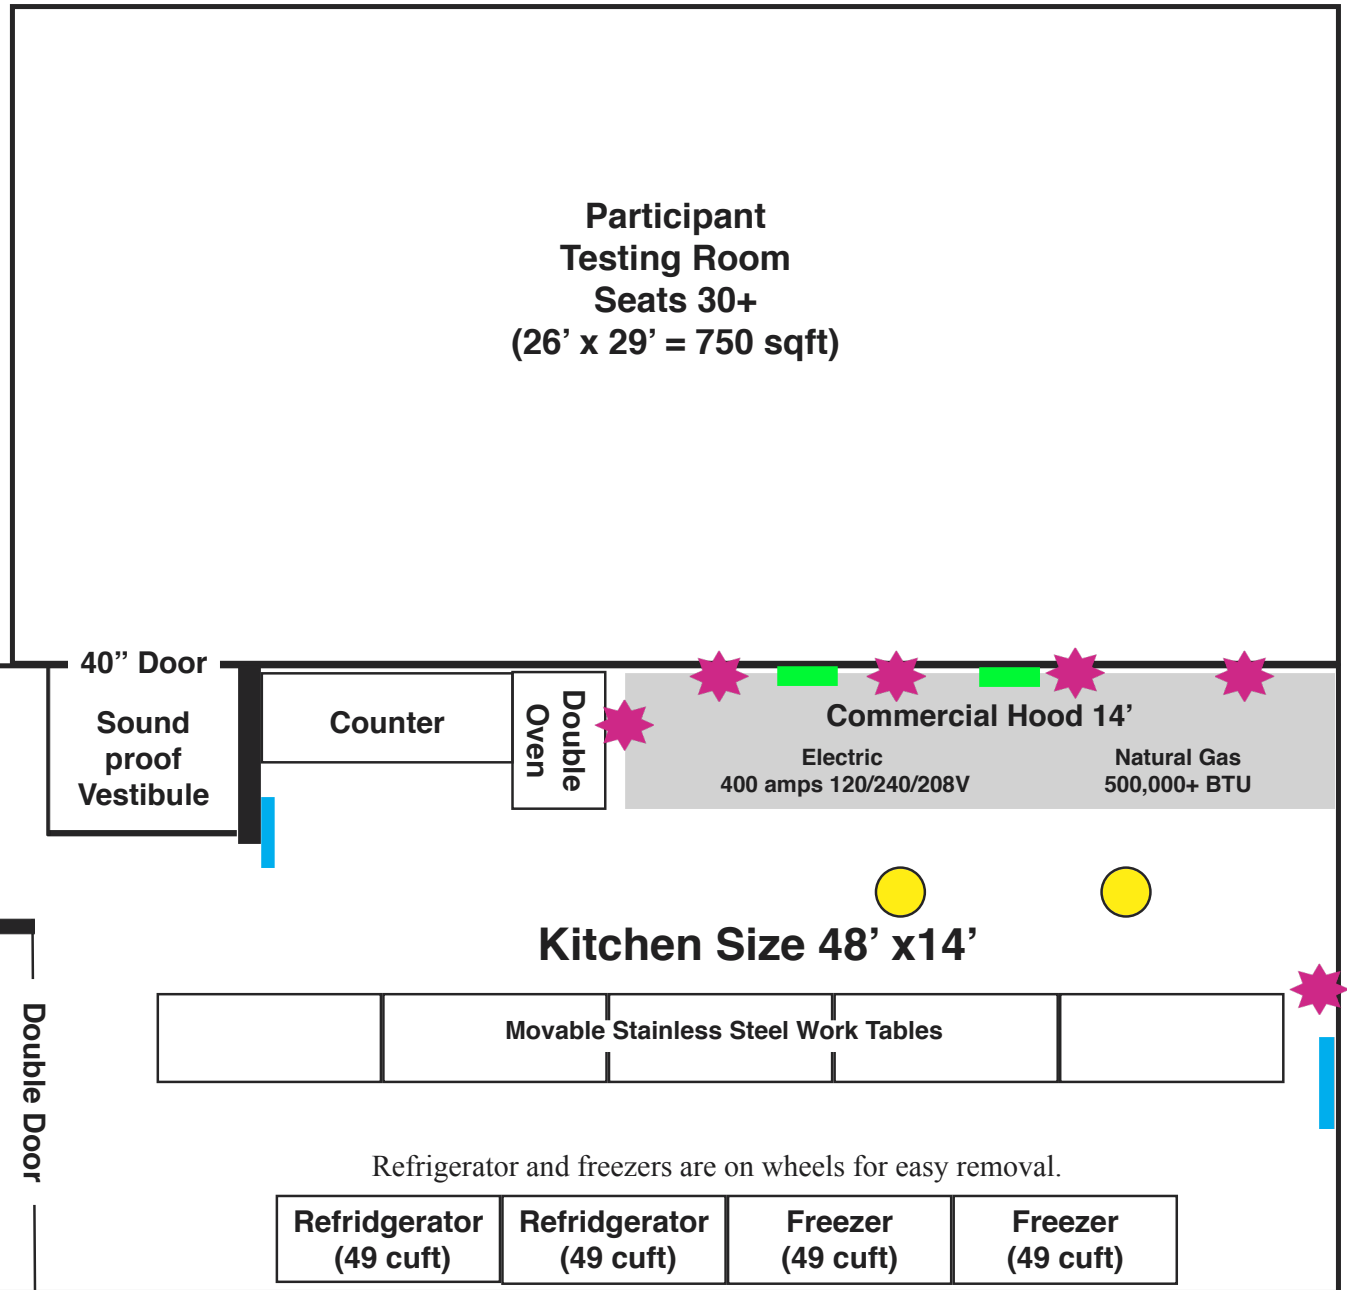 Participant
Testing Room
Seats 30+
(26’ x 29’ = 750 sqft)
40” Door
Sound
proof
Vestibule
Counter
Double
Oven
Commercial Hood 14’
Electric
400 amps 120/240/208V
Natural Gas
500,000+ BTU
Kitchen Size 48’ x14’
Double Door
Movable Stainless Steel Work Tables
Refrigerator and freezers are on wheels for easy removal.
Refridgerator
(49 cuft)
Refridgerator
(49 cuft)
Freezer
(49 cuft)
Freezer
(49 cuft)